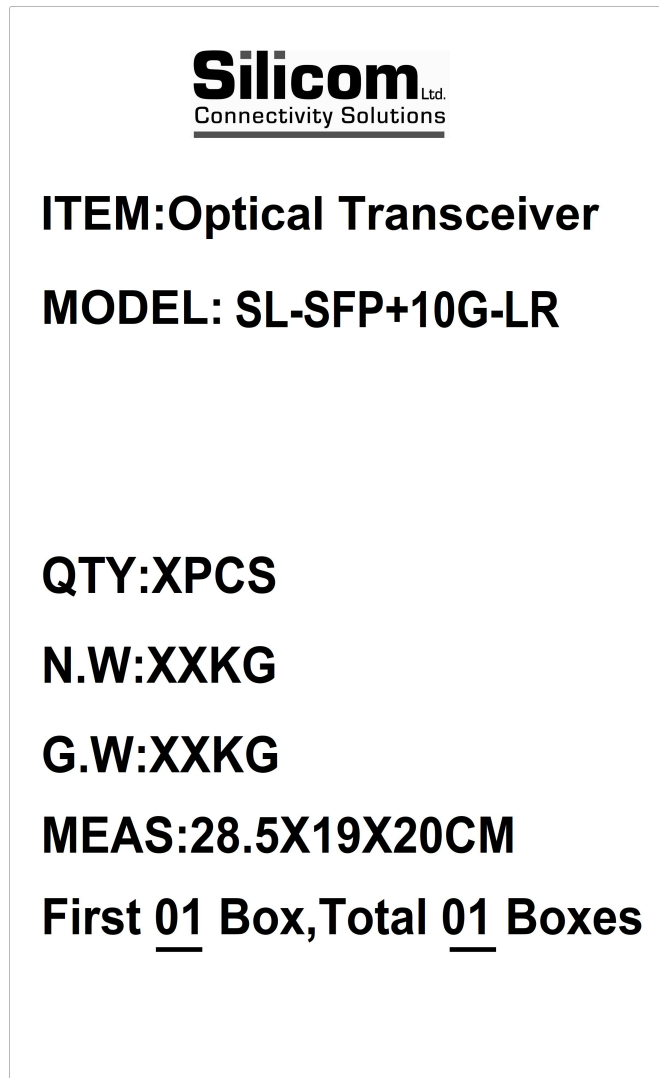 Silicom Ltd.
Connectivity Solutions
ITEM:Optical Transceiver
MODEL: SL-SFP+10G-LR
QTY:XPCS
N.W:XXKG
G.W:XXKG
MEAS:28.5X19X20CM
First 01 Box,Total 01 Boxes